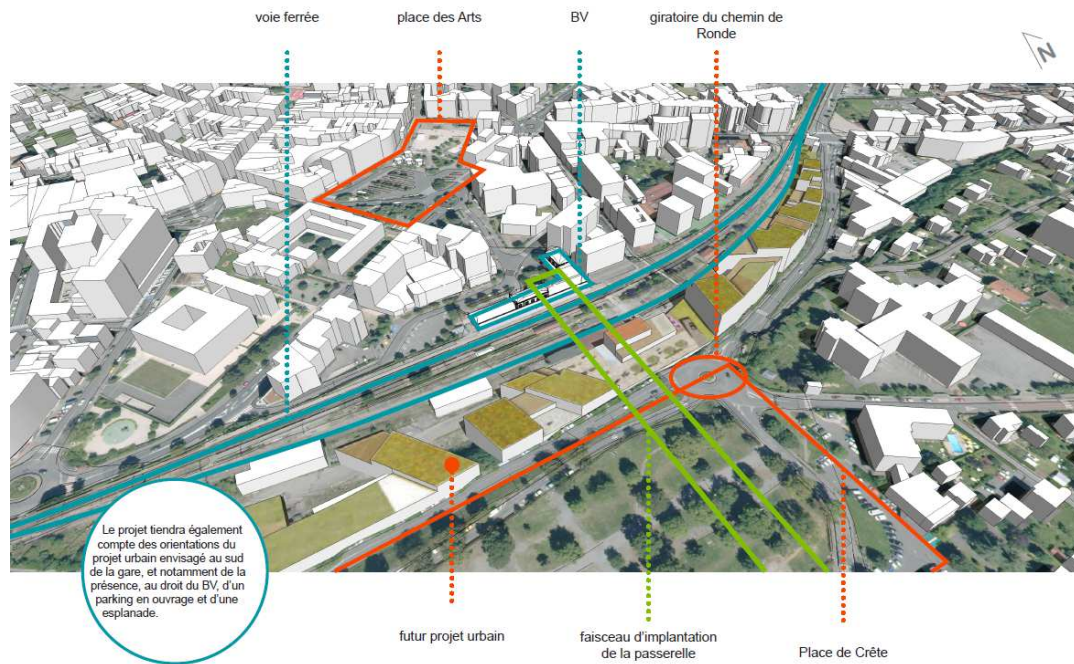 voie ferrée
place des Arts
BV
giratoire du chemin de
Ronde
N
Le projet tiendra également
compte des orientations du
projet urbain envisagé au sud
de la gare, et notamment de la
présence, au droit du BV, d'un
parking en ouvrage et d'une
esplanade.
futur projet urbain
faisceau d'implantation
de la passerelle
Place de Crête